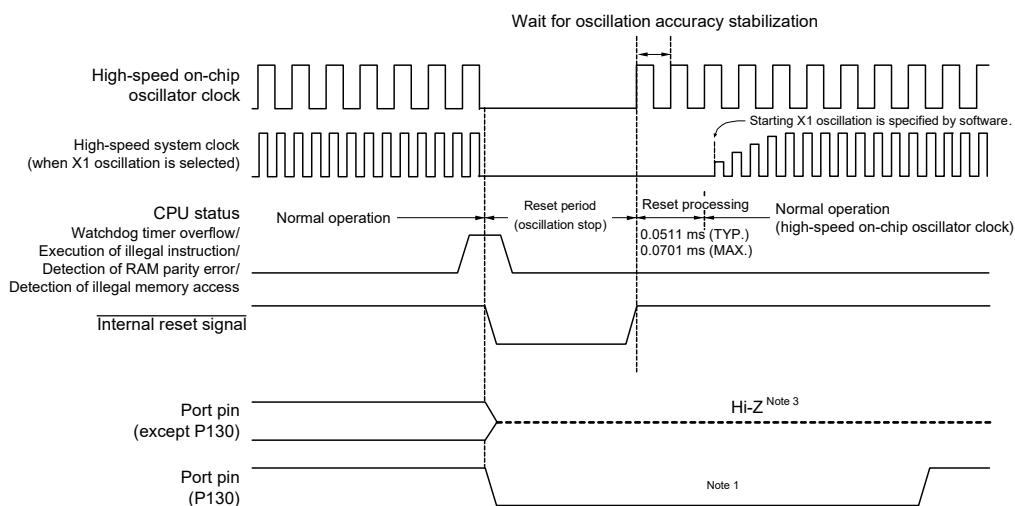 Wait for oscillation accuracy stabilization
High-speed on-chip
oscillator clock
Starting X1 oscillation is specified by software.
High-speed system clock
(when X1 oscillation is selected)
CPU status
Normal operation
Reset period
(oscillation stop)
Reset processing
0.0511 ms (TYP.)
0.0701 ms (MAX.)
Normal operation
(high-speed on-chip oscillator clock)
Watchdog timer overflow/
Execution of illegal instruction/
Detection of RAM parity error/
Detection of illegal memory access
Internal reset signal
Port pin
(except P130)
Hi-Z Note 3
Port pin
(P130)
Note 1